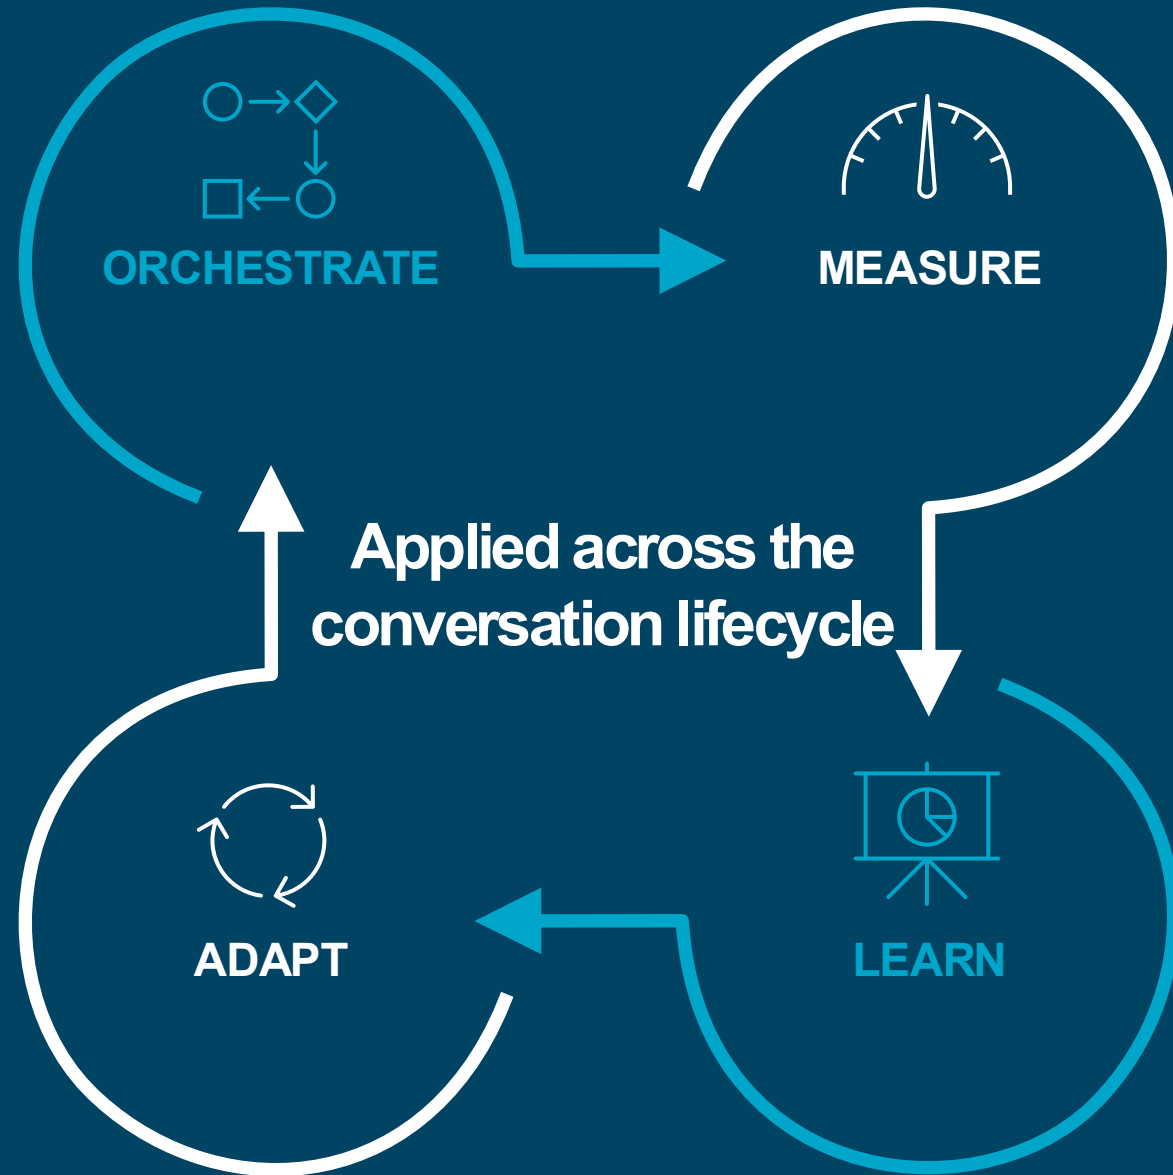 ORCHESTRATE
MEASURE
Applied across the
conversation lifecycle
ADAPT
LEARN